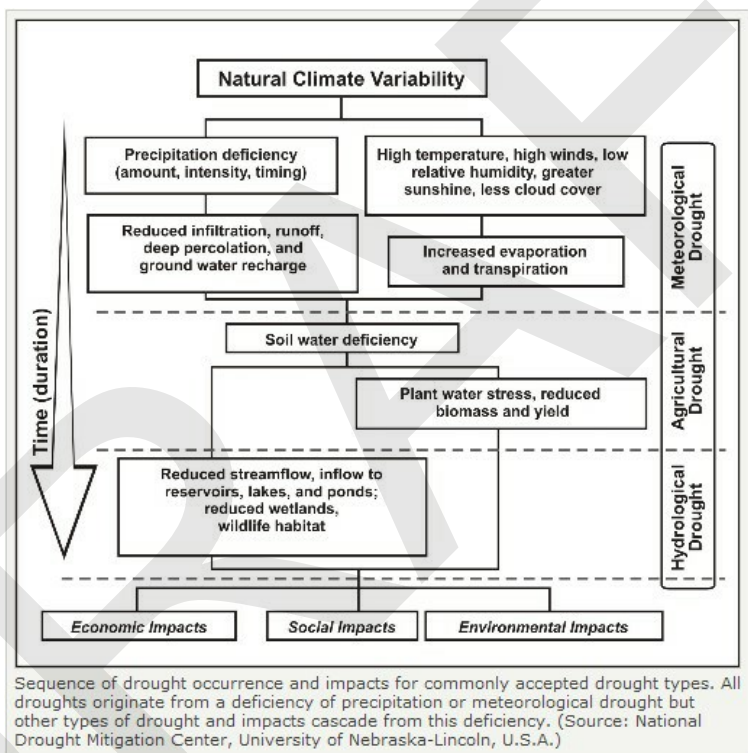 Natural Climate Variability
Precipitation deficiency
(amount, intensity, timing)
High temperature, high winds, low
relative humidity, greater
sunshine, less cloud cover
Reduced infiltration, runoff,
deep percolation, and
ground water recharge
Increased evaporation
and transpiration
Meteorological
Drought
Time (duration)
Soil water deficiency
Plant water stress, reduced
biomass and yield
Agricultural
Drought
Reduced streamflow, inflow to
reservoirs, lakes, and ponds;
reduced wetlands,
wildlife habitat
Hydrological
Drought
Economic Impacts
Social Impacts
Environmental Impacts
Sequence of drought occurrence and impacts for commonly accepted drought types. All
droughts originate from a deficiency of precipitation or meteorological drought but
other types of drought and impacts cascade from this deficiency. (Source: National
Drought Mitigation Center, University of Nebraska-Lincoln, U.S.A.)